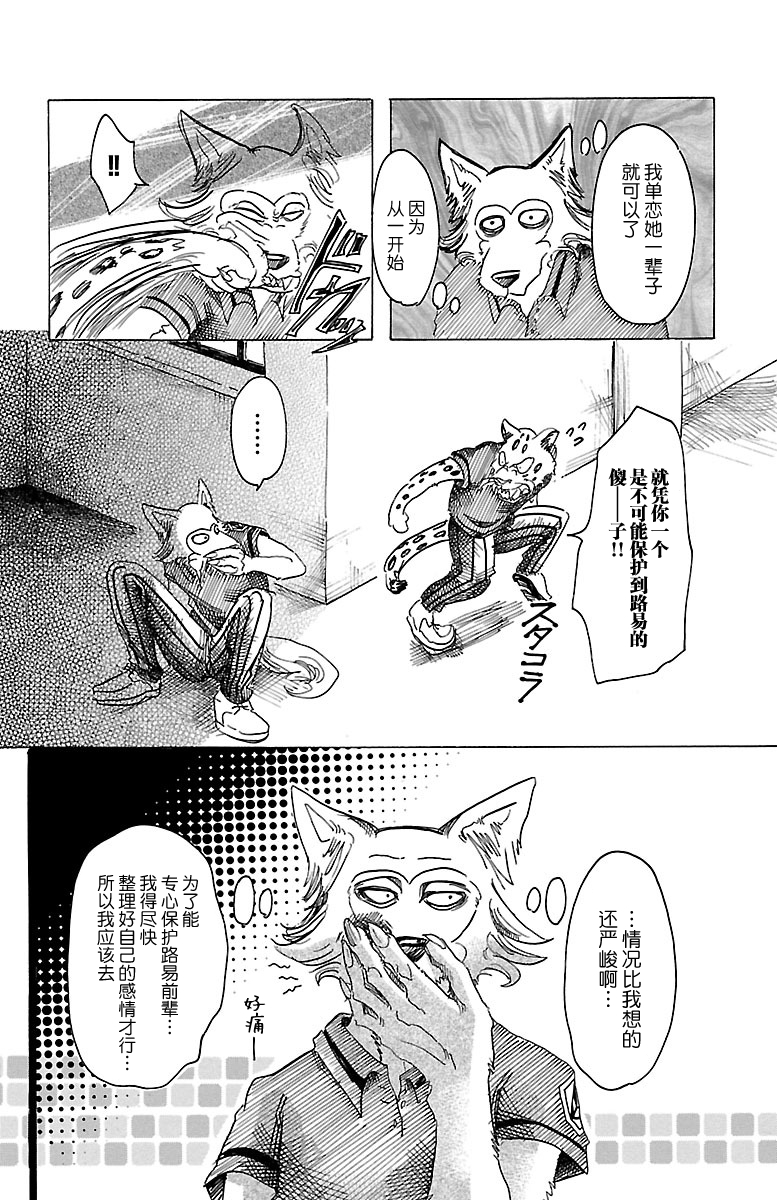 我单恋她一辈子
就可以了
因为
从一开始
!!
ドドメッ
就凭你一个
是不可能保护到路易的
傻——子!!
スタコラ
……
…情况比我想的
还严峻啊…
为了能
专心保护路易前辈…
我得尽快
整理好自己的感情才行…
所以我应该去
好痛—